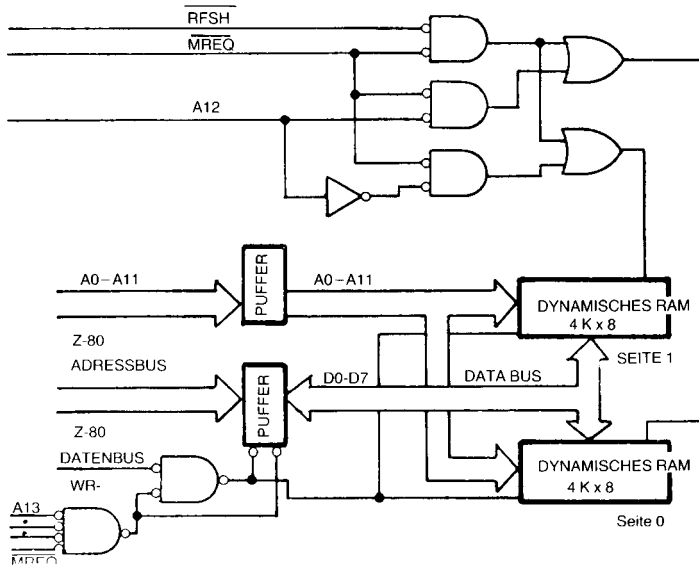 RFSH
MREQ
A12
A0–A11
PUFFER
A0–A11
DYNAMISCHES RAM
4 K x 8
Z-80
ADRESSBUS
SEITE 1
D0-D7
DATA BUS
PUFFER
Z-80
DATENBUS
DYNAMISCHES RAM
4 K x 8
WR-
A13
Seite 0
MREQ